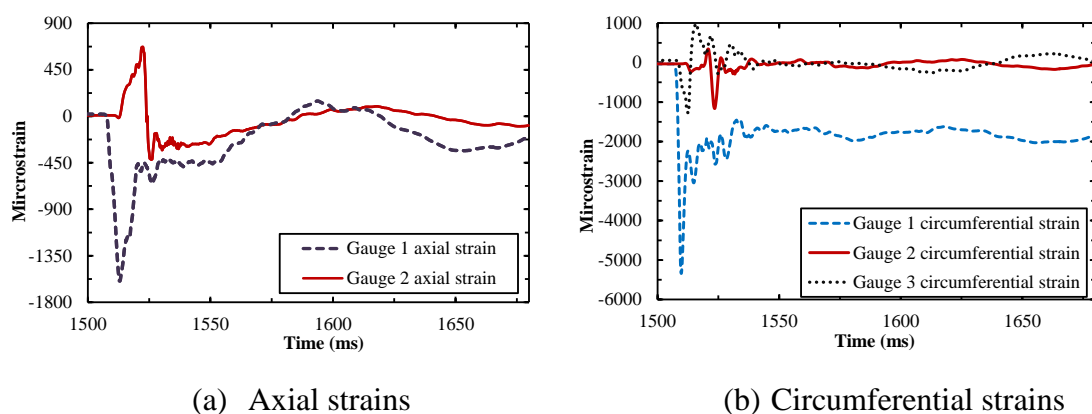 900
450
0
-450
-900
-1350
-1800
Mircrostrain
1500
1550
1600
1650
Time (ms)
Gauge 1 axial strain
Gauge 2 axial strain
(a) Axial strains
1000
0
-1000
-2000
-3000
-4000
-5000
-6000
Mircostrain
1500
1550
1600
1650
Time (ms)
Gauge 1 circumferential strain
Gauge 2 circumferential strain
Gauge 3 circumferential strain
(b) Circumferential strains